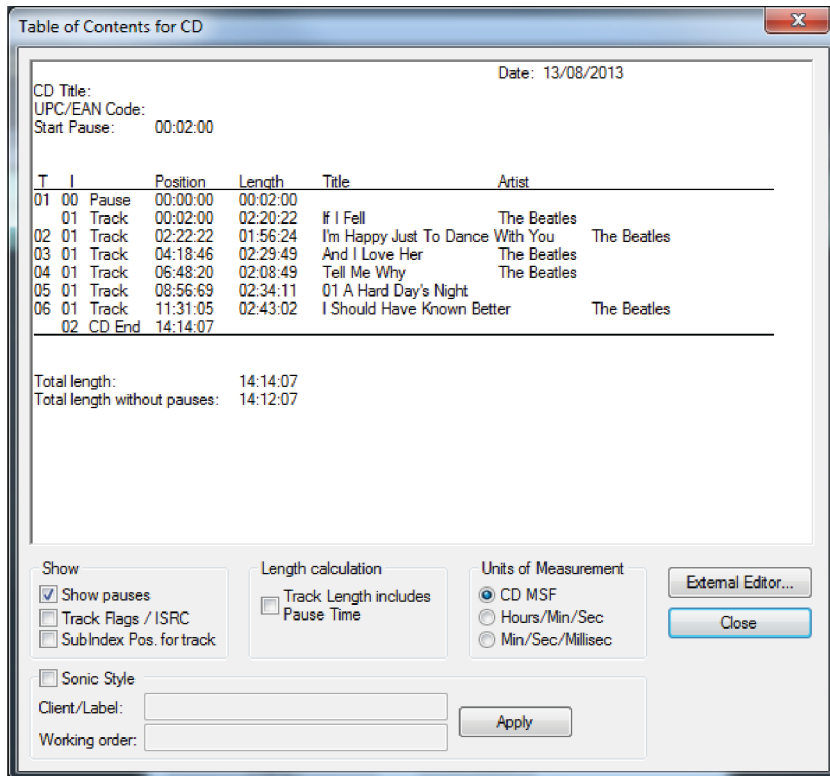 Table of Contents for CD
Date: 13/08/2013
CD Title:
UPC/EAN Code:
Start Pause: 00:02:00
T I Position Length Title Artist
01 00 Pause 00:00:00 00:02:00
01 Track 00:02:00 02:20:22 If I Fell The Beatles
02 01 Track 02:22:22 01:56:24 I'm Happy Just To Dance With You The Beatles
03 01 Track 04:18:46 02:29:49 And I Love Her The Beatles
04 01 Track 06:48:20 02:08:49 Tell Me Why The Beatles
05 01 Track 08:56:69 02:34:11 01 A Hard Day's Night
06 01 Track 11:31:05 02:43:02 I Should Have Known Better The Beatles
02 CD End 14:14:07
Total length: 14:14:07
Total length without pauses: 14:12:07
Show
Show pauses
Track Flags / ISRC
SubIndex Pos. for track
Length calculation
Track Length includes
Pause Time
Units of Measurement
CD MSF
Hours/Min/Sec
Min/Sec/Millisec
External Editor...
Close
Sonic Style
Client/Label:
Working order:
Apply